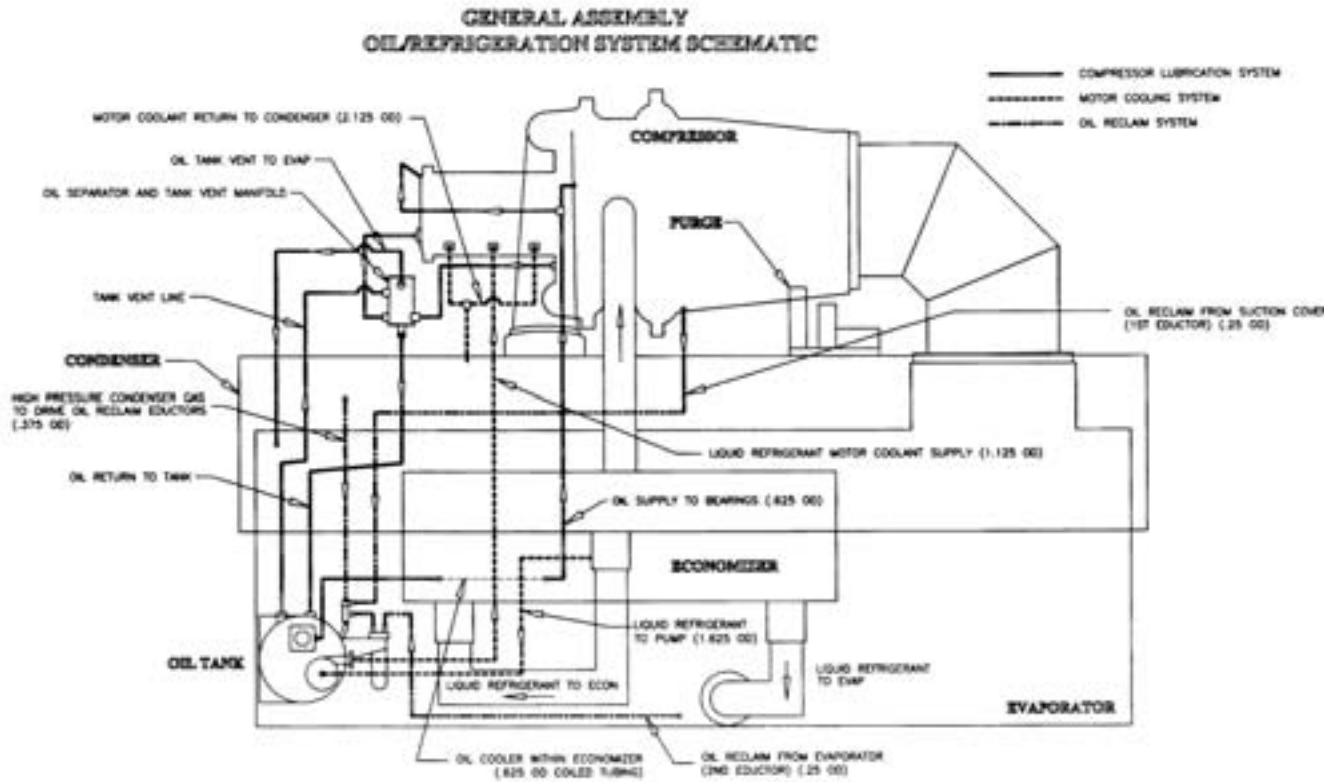 GENERAL ASSEMBLY
OIL/REFRIGERATION SYSTEM SCHEMATIC
COMPRESSOR LUBRICATION SYSTEM
MOTOR COOLING SYSTEM
OIL RECLAIM SYSTEM
MOTOR COOLANT RETURN TO CONDENSER (2.125 OD)
COMPRESSOR
OIL TANK VENT TO EVAP
OIL SEPARATOR AND TANK VENT MANIFOLD
PURGE
TANK VENT LINE
OIL RECLAIM FROM SUCTION COVER
(1ST EDUCTOR) (.25 OD)
CONDENSER
HIGH PRESSURE CONDENSER GAS
TO DRIVE OIL RECLAIM EDUCTORS
(.375 OD)
LIQUID REFRIGERANT MOTOR COOLANT SUPPLY (1.125 OD)
OIL RETURN TO TANK
OIL SUPPLY TO BEARINGS (.625 OD)
ECONOMIZER
LIQUID REFRIGERANT
TO PUMP (1.625 OD)
OIL TANK
LIQUID REFRIGERANT TO ECON
LIQUID REFRIGERANT
TO EVAP
EVAPORATOR
OIL COOLER WITHIN ECONOMIZER
(.625 OD COILED TUBING)
OIL RECLAIM FROM EVAPORATOR
(2ND EDUCTOR) (.25 OD)